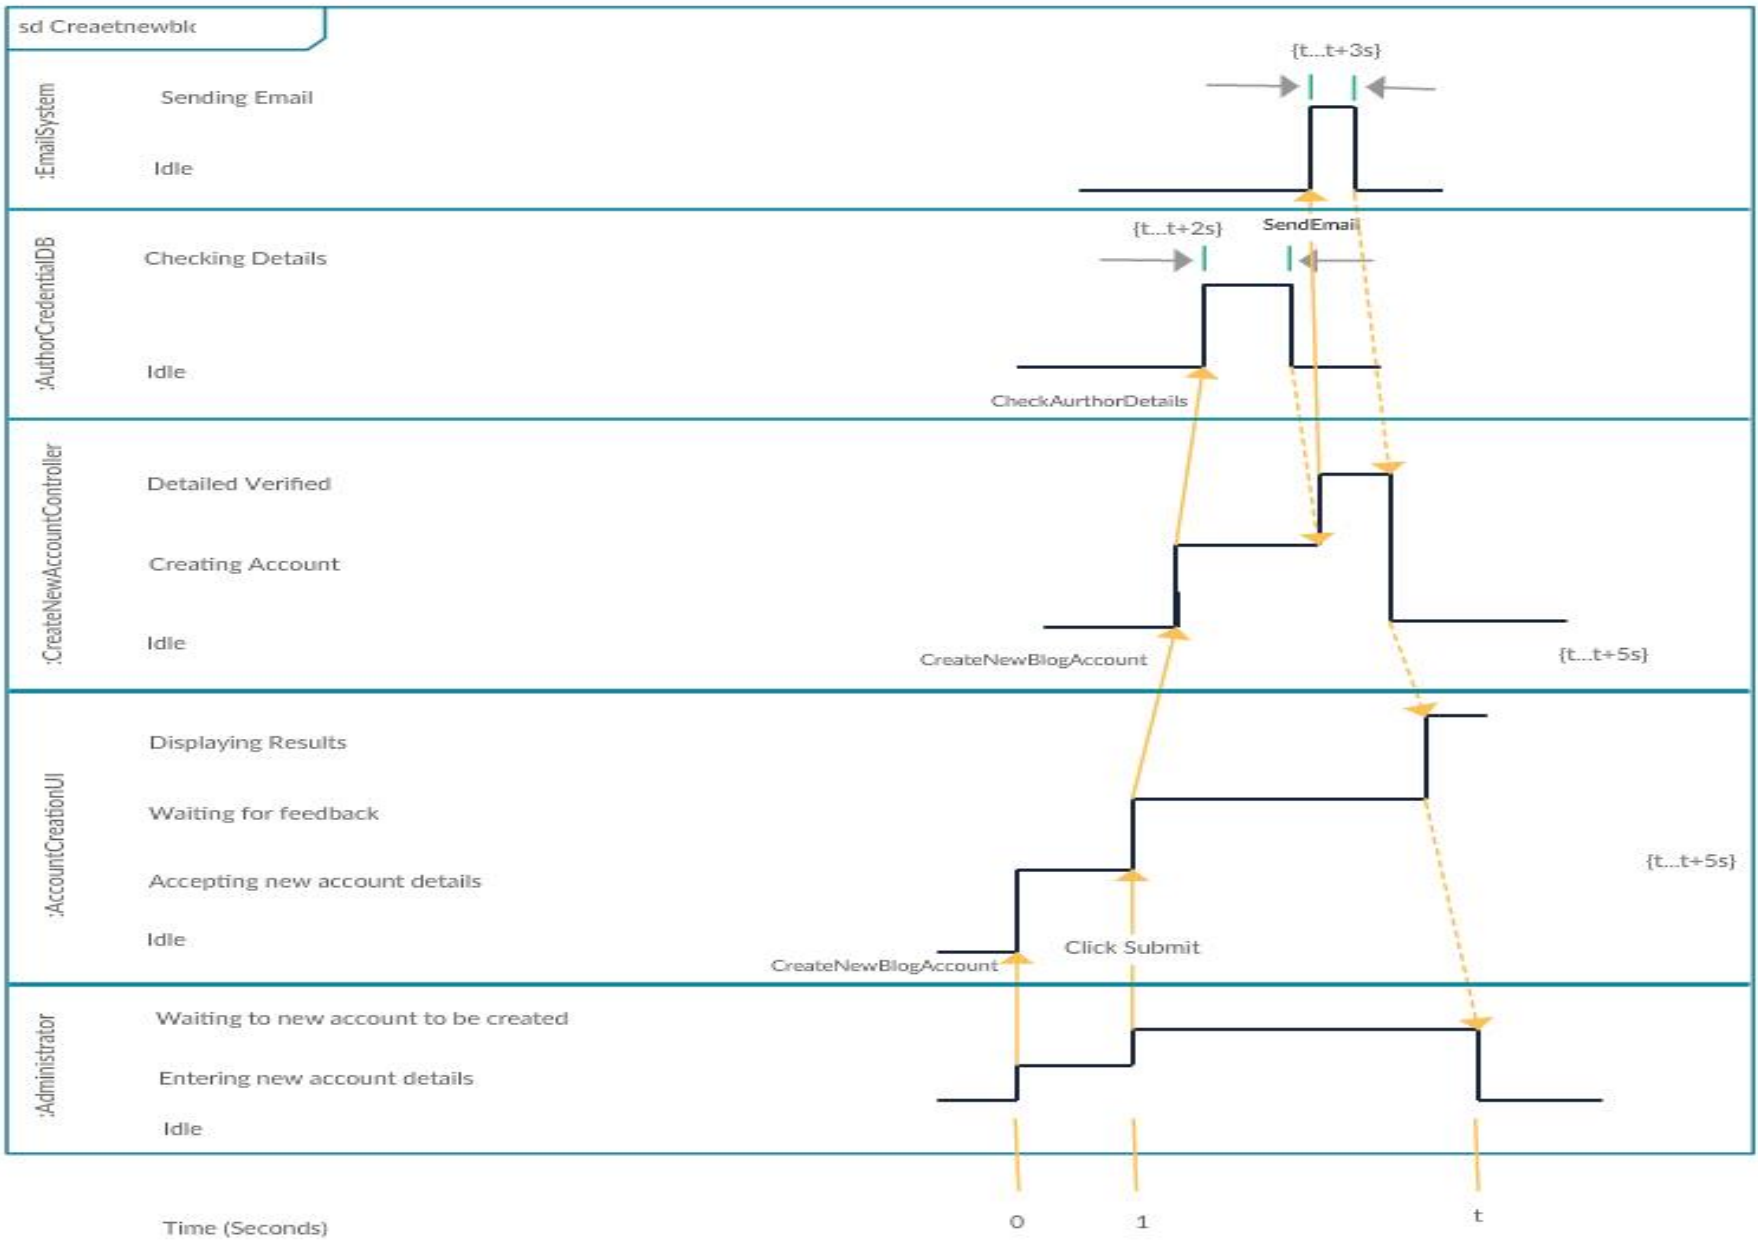 sd Creaetnewblc
{t...t+3s}
:EmailSystem
Sending Email
Idle
{t...t+2s}
SendEmail
:AuthorCredentialDB
Checking Details
Idle
CheckAurthorDetails
:CreateNewAccountController
Detailed Verified
Creating Account
Idle
CreateNewBlogAccount
{t...t+5s}
:AccountCreationUI
Displaying Results
Waiting for feedback
{t...t+5s}
Accepting new account details
Idle
Click Submit
CreateNewBlogAccount
:Administrator
Waiting to new account to be created
Entering new account details
Idle
Time (Seconds)
0
1
t